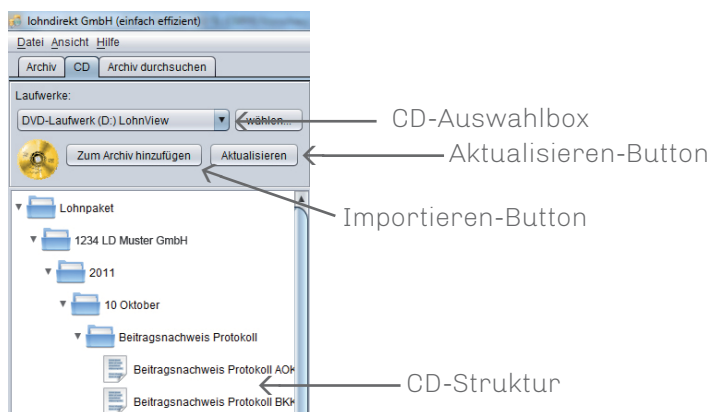 lohndirekt GmbH (einfach effizient)
Datei Ansicht Hilfe
Archiv CD Archiv durchsuchen
Laufwerke:
DVD-Laufwerk (D:) LohnView wählen...
CD-Auswahlbox
Zum Archiv hinzufügen Aktualisieren
Aktualisieren-Button
Lohnpaket
Importieren-Button
1234 LD Muster GmbH
2011
10 Oktober
Beitragsnachweis Protokoll
Beitragsnachweis Protokoll AOK
CD-Struktur
Beitragsnachweis Protokoll BKK